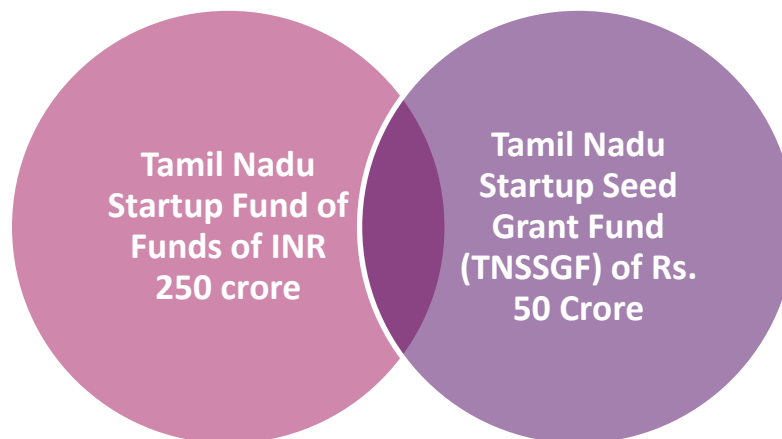 Tamil Nadu
Startup Fund of
Funds of INR
250 crore
Tamil Nadu
Startup Seed
Grant Fund
(TNSSGF) of Rs.
50 Crore